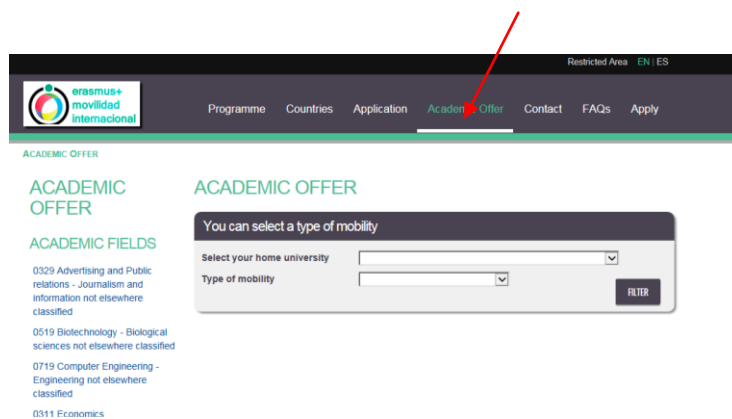 Restricted Area EN | ES
erasmus+
movilidad
internacional
Programme Countries Application Academic Offer Contact FAQs Apply
ACADEMIC OFFER
ACADEMIC
OFFER
ACADEMIC FIELDS
0329 Advertising and Public
relations - Journalism and
information not elsewhere
classified
0519 Biotechnology - Biological
sciences not elsewhere classified
0719 Computer Engineering -
Engineering not elsewhere
classified
0311 Economics
ACADEMIC OFFER
You can select a type of mobility
Select your home university
Type of mobility
FILTER